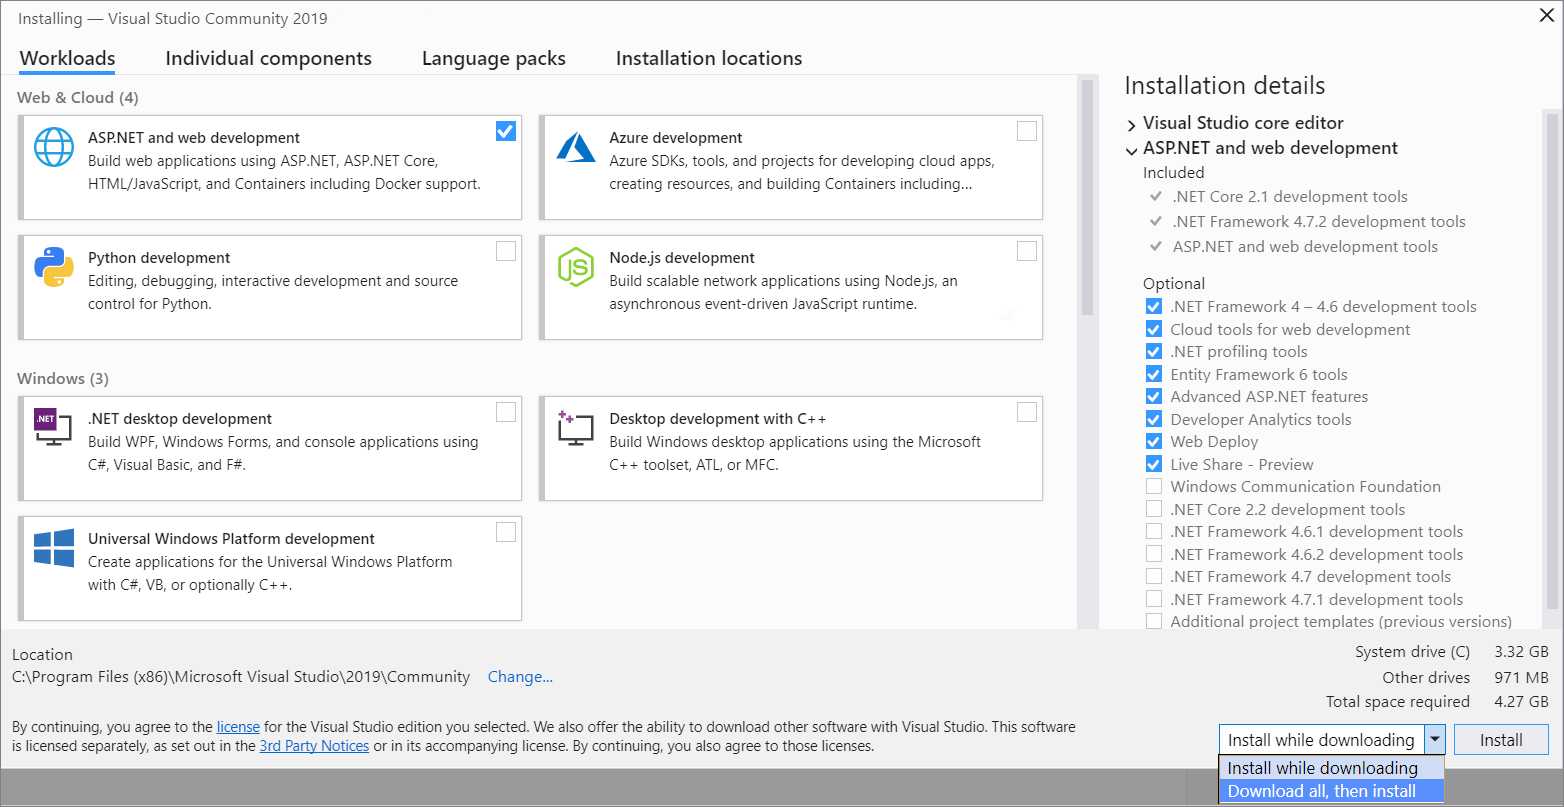 Installing — Visual Studio Community 2019
Workloads
Individual components
Language packs
Installation locations
Web & Cloud (4)
ASP.NET and web development
Build web applications using ASP.NET, ASP.NET Core,
HTML/JavaScript, and Containers including Docker support.
Azure development
Azure SDKs, tools, and projects for developing cloud apps,
creating resources, and building Containers including...
Python development
Editing, debugging, interactive development and source
control for Python.
JS
Node.js development
Build scalable network applications using Node.js, an
asynchronous event-driven JavaScript runtime.
Windows (3)
.NET
.NET desktop development
Build WPF, Windows Forms, and console applications using
C#, Visual Basic, and F#.
Desktop development with C++
Build Windows desktop applications using the Microsoft
C++ toolset, ATL, or MFC.
Universal Windows Platform development
Create applications for the Universal Windows Platform
with C#, VB, or optionally C++.
Installation details
Visual Studio core editor
ASP.NET and web development
Included
.NET Core 2.1 development tools
.NET Framework 4.7.2 development tools
ASP.NET and web development tools
Optional
.NET Framework 4 – 4.6 development tools
Cloud tools for web development
.NET profiling tools
Entity Framework 6 tools
Advanced ASP.NET features
Developer Analytics tools
Web Deploy
Live Share - Preview
Windows Communication Foundation
.NET Core 2.2 development tools
.NET Framework 4.6.1 development tools
.NET Framework 4.6.2 development tools
.NET Framework 4.7 development tools
.NET Framework 4.7.1 development tools
Additional project templates (previous versions)
Location
C:\Program Files (x86)\Microsoft Visual Studio\2019\Community Change...
System drive (C) 3.32 GB
Other drives 971 MB
Total space required 4.27 GB
By continuing, you agree to the license for the Visual Studio edition you selected. We also offer the ability to download other software with Visual Studio. This software
is licensed separately, as set out in the 3rd Party Notices or in its accompanying license. By continuing, you also agree to those licenses.
Install while downloading
Install
Install while downloading
Download all, then install